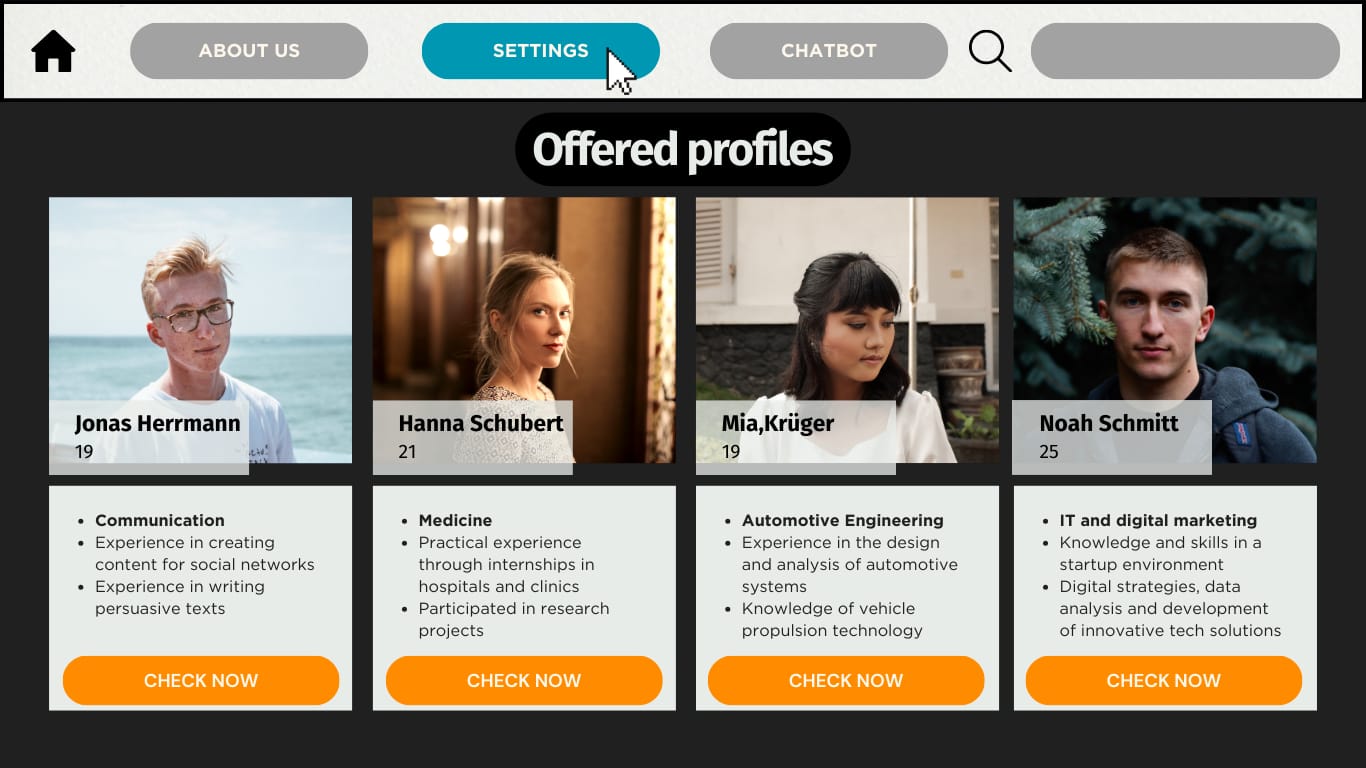 ABOUT US
SETTINGS
CHATBOT
Offered profiles
Jonas Herrmann
19
Hanna Schubert
21
Mia,Krüger
19
Noah Schmitt
25
• Communication
• Experience in creating
content for social networks
• Experience in writing
persuasive texts
CHECK NOW
• Medicine
• Practical experience
through internships in
hospitals and clinics
• Participated in research
projects
CHECK NOW
• Automotive Engineering
• Experience in the design
and analysis of automotive
systems
• Knowledge of vehicle
propulsion technology
CHECK NOW
• IT and digital marketing
• Knowledge and skills in a
startup environment
• Digital strategies, data
analysis and development
of innovative tech solutions
CHECK NOW